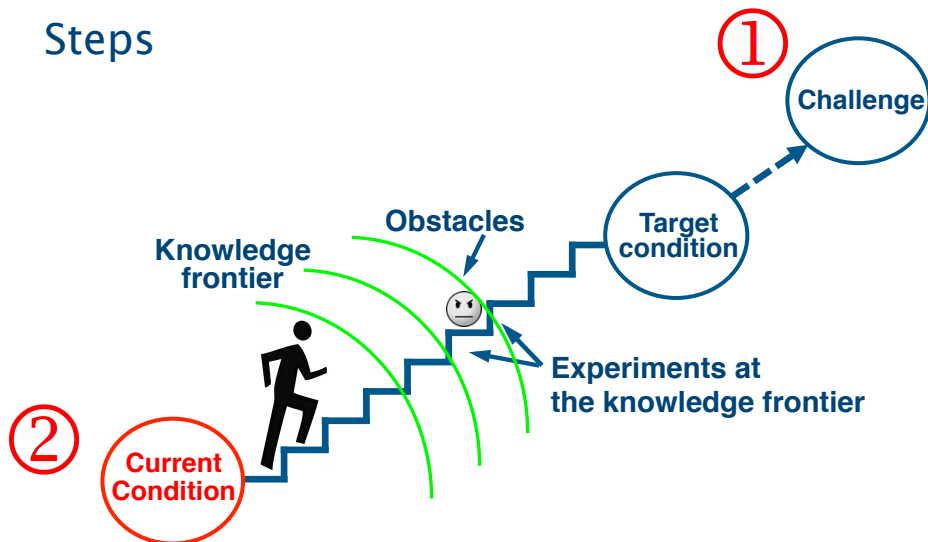 Steps
1
Challenge
Target
condition
Obstacles
Knowledge
frontier
Experiments at
the knowledge frontier
2
Current
Condition